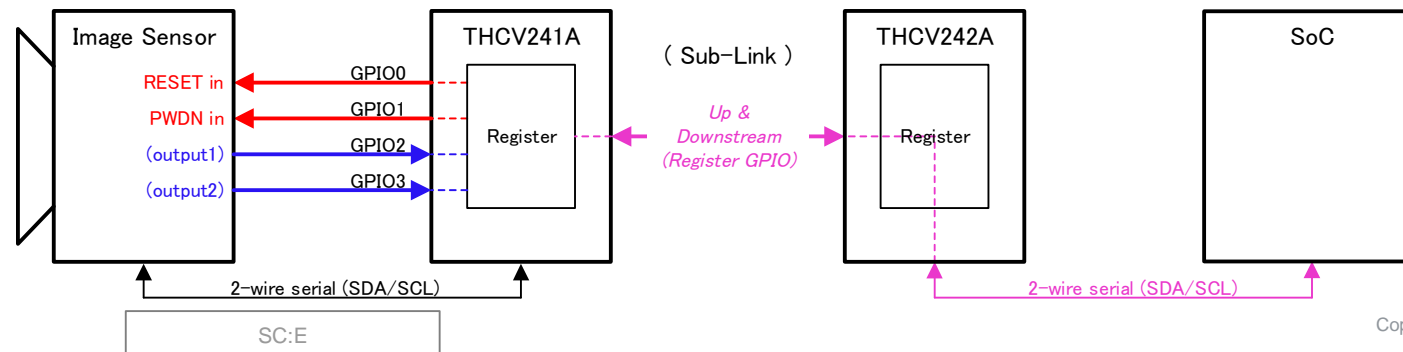 Image Sensor
THCV241A
( Sub-Link )
THCV242A
SoC
RESET in
GPIO0
PWDN in
GPIO1
(output1)
GPIO2
(output2)
GPIO3
Register
Up &
Downstream
(Register GPIO)
Register
2-wire serial (SDA/SCL)
2-wire serial (SDA/SCL)
SC:E
Cop